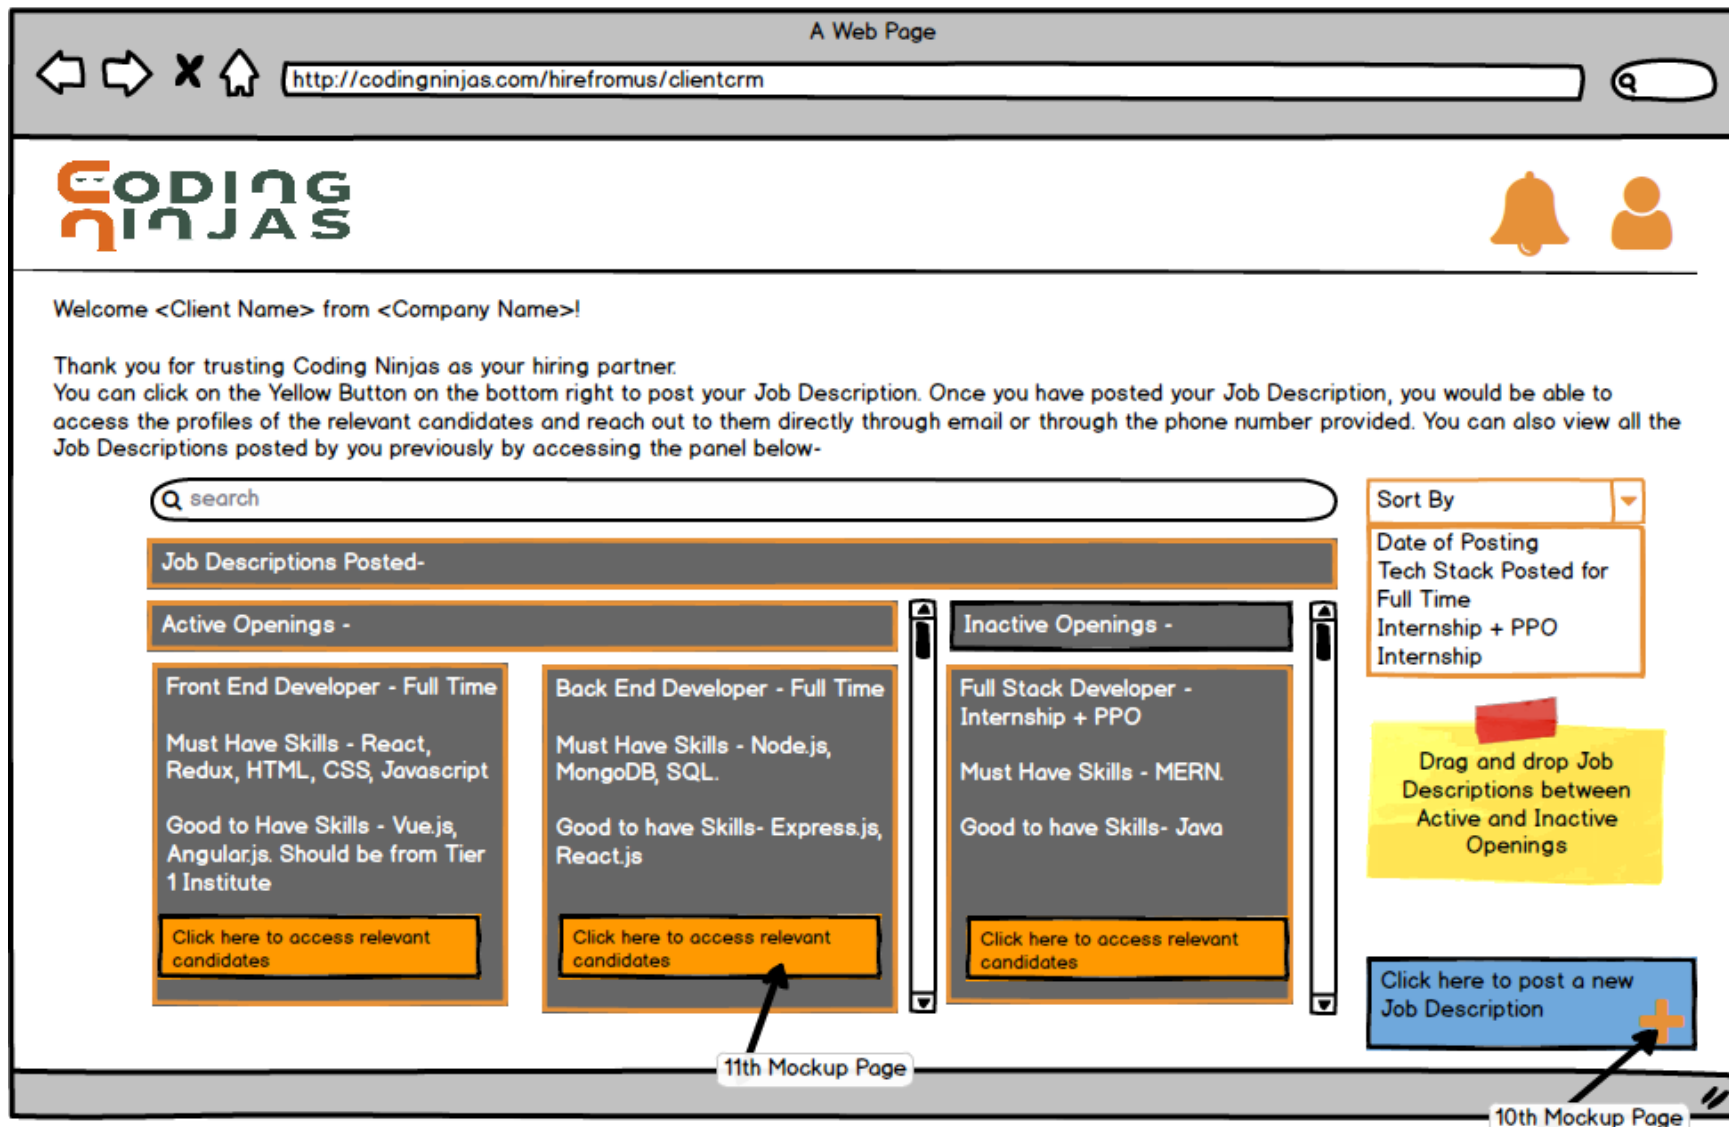 A Web Page
http://codingninjas.com/hirefromus/clientcrm
CODING
NINJAS
Welcome <Client Name> from <Company Name>!
Thank you for trusting Coding Ninjas as your hiring partner.
You can click on the Yellow Button on the bottom right to post your Job Description. Once you have posted your Job Description, you would be able to
access the profiles of the relevant candidates and reach out to them directly through email or through the phone number provided. You can also view all the
Job Descriptions posted by you previously by accessing the panel below-
search
Job Descriptions Posted-
Active Openings -
Front End Developer - Full Time
Must Have Skills - React,
Redux, HTML, CSS, Javascript
Good to Have Skills - Vue.js,
Angular.js. Should be from Tier
1 Institute
Click here to access relevant
candidates
Back End Developer - Full Time
Must Have Skills - Node.js,
MongoDB, SQL.
Good to have Skills- Express.js,
React.js
Click here to access relevant
candidates
Inactive Openings -
Full Stack Developer -
Internship + PPO
Must Have Skills - MERN.
Good to have Skills- Java
Click here to access relevant
candidates
Sort By
Date of Posting
Tech Stack Posted for
Full Time
Internship + PPO
Internship
Drag and drop Job
Descriptions between
Active and Inactive
Openings
Click here to post a new
Job Description
11th Mockup Page
10th Mockup Page